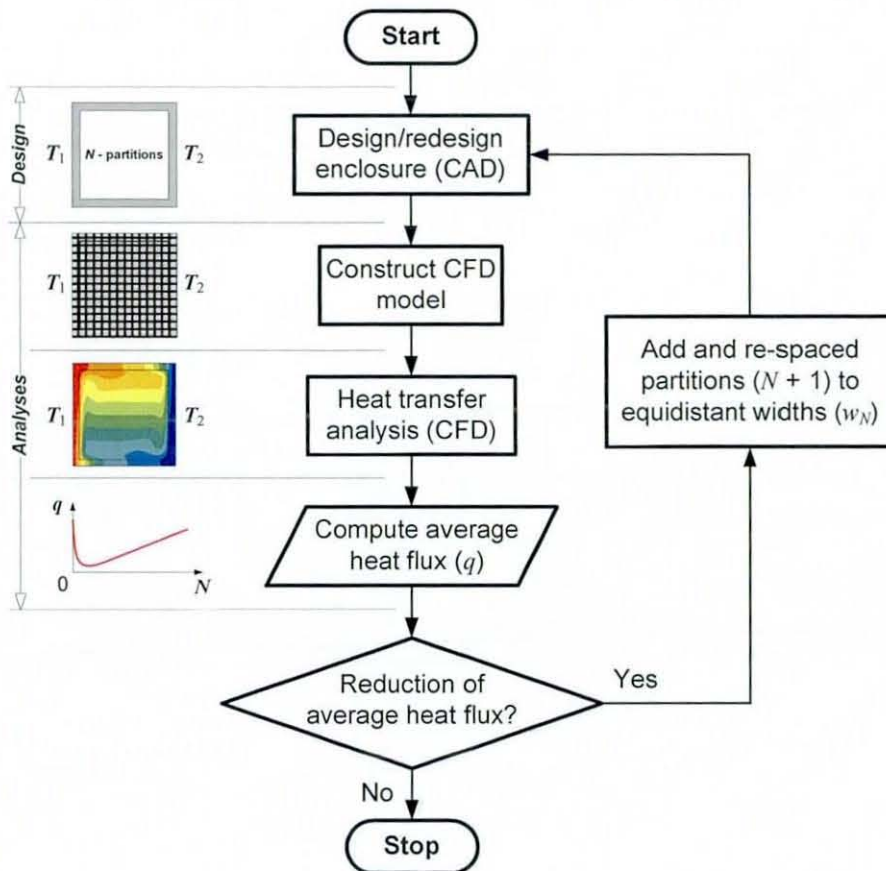 Start
Design
T1
N - partitions
T2
Design/redesign
enclosure (CAD)
Analyses
T1
T2
Construct CFD
model
T1
T2
Heat transfer
analysis (CFD)
Add and re-spaced
partitions (N + 1) to
equidistant widths (wN)
q
0
N
Compute average
heat flux (q)
Reduction of
average heat flux?
Yes
No
Stop